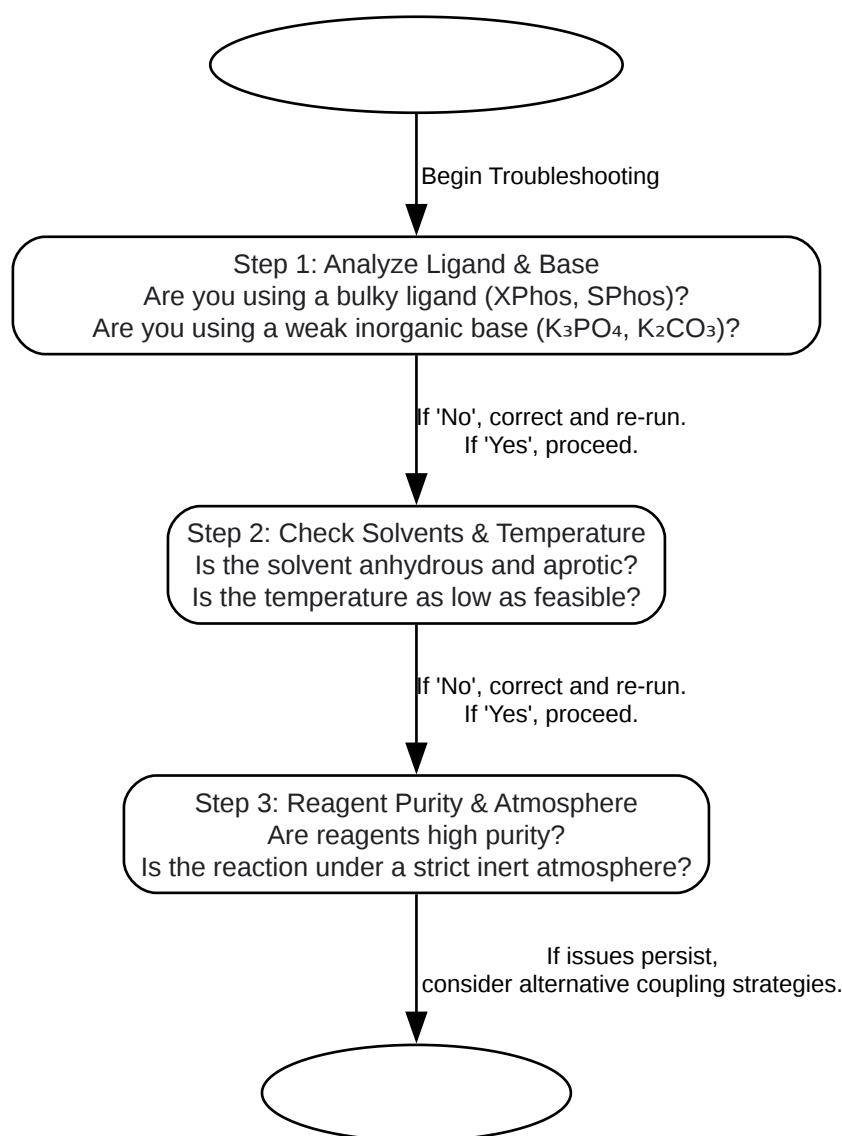 Begin Troubleshooting
Step 1: Analyze Ligand & Base
Are you using a bulky ligand (XPhos, SPhos)?
Are you using a weak inorganic base (K₃PO₄, K₂CO₃)?
If 'No', correct and re-run.
If 'Yes', proceed.
Step 2: Check Solvents & Temperature
Is the solvent anhydrous and aprotic?
Is the temperature as low as feasible?
If 'No', correct and re-run.
If 'Yes', proceed.
Step 3: Reagent Purity & Atmosphere
Are reagents high purity?
Is the reaction under a strict inert atmosphere?
If issues persist,
consider alternative coupling strategies.